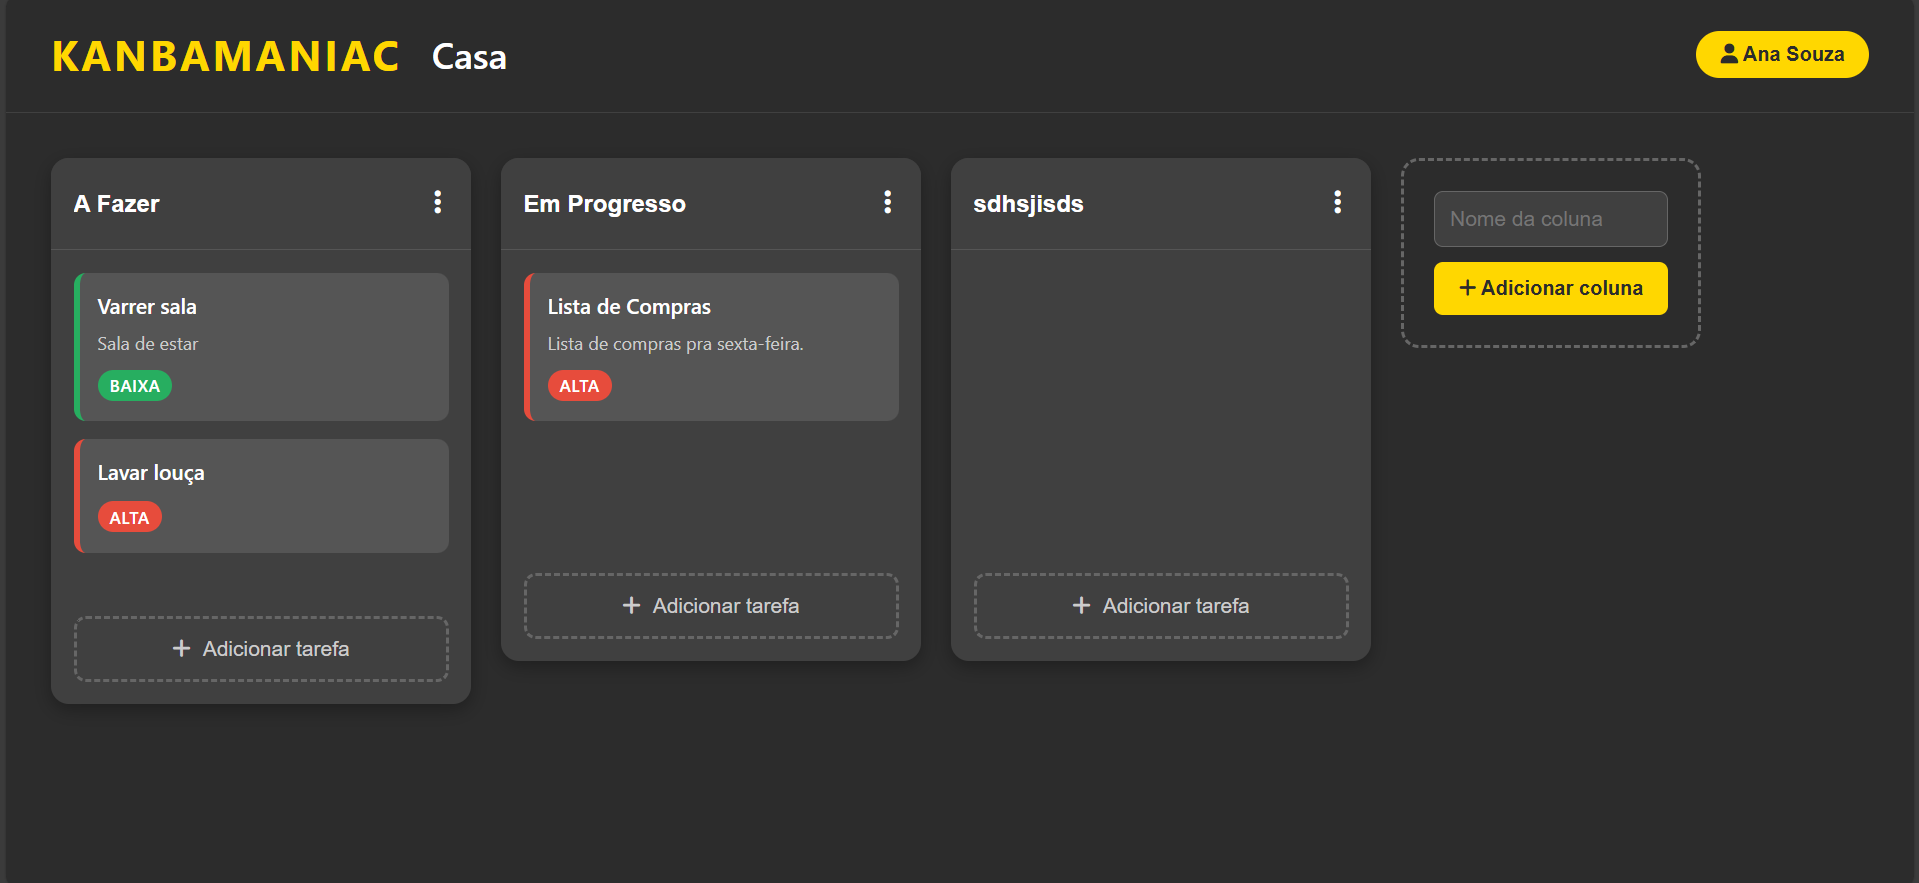 KANBAMANIAC Casa
Ana Souza
A Fazer
Varrer sala
Sala de estar
BAIXA
Lavar louça
ALTA
+ Adicionar tarefa
Em Progresso
Lista de Compras
Lista de compras pra sexta-feira.
ALTA
+ Adicionar tarefa
sdhsjisds
+ Adicionar tarefa
Nome da coluna
+ Adicionar coluna